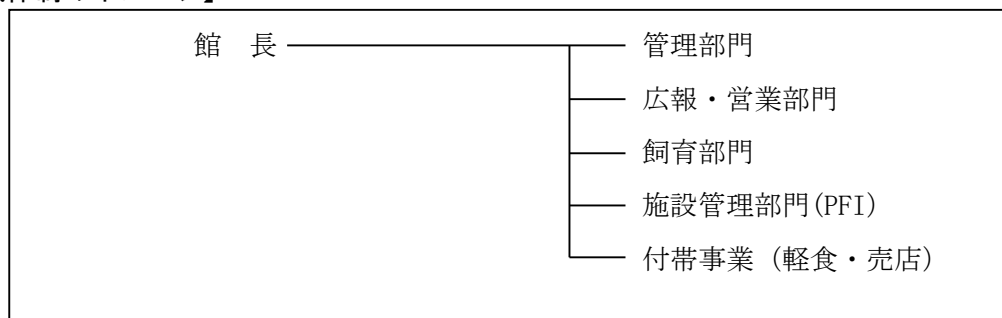 館　長
管理部門
広報・営業部門
飼育部門
施設管理部門(PFI)
付帯事業（軽食・売店）